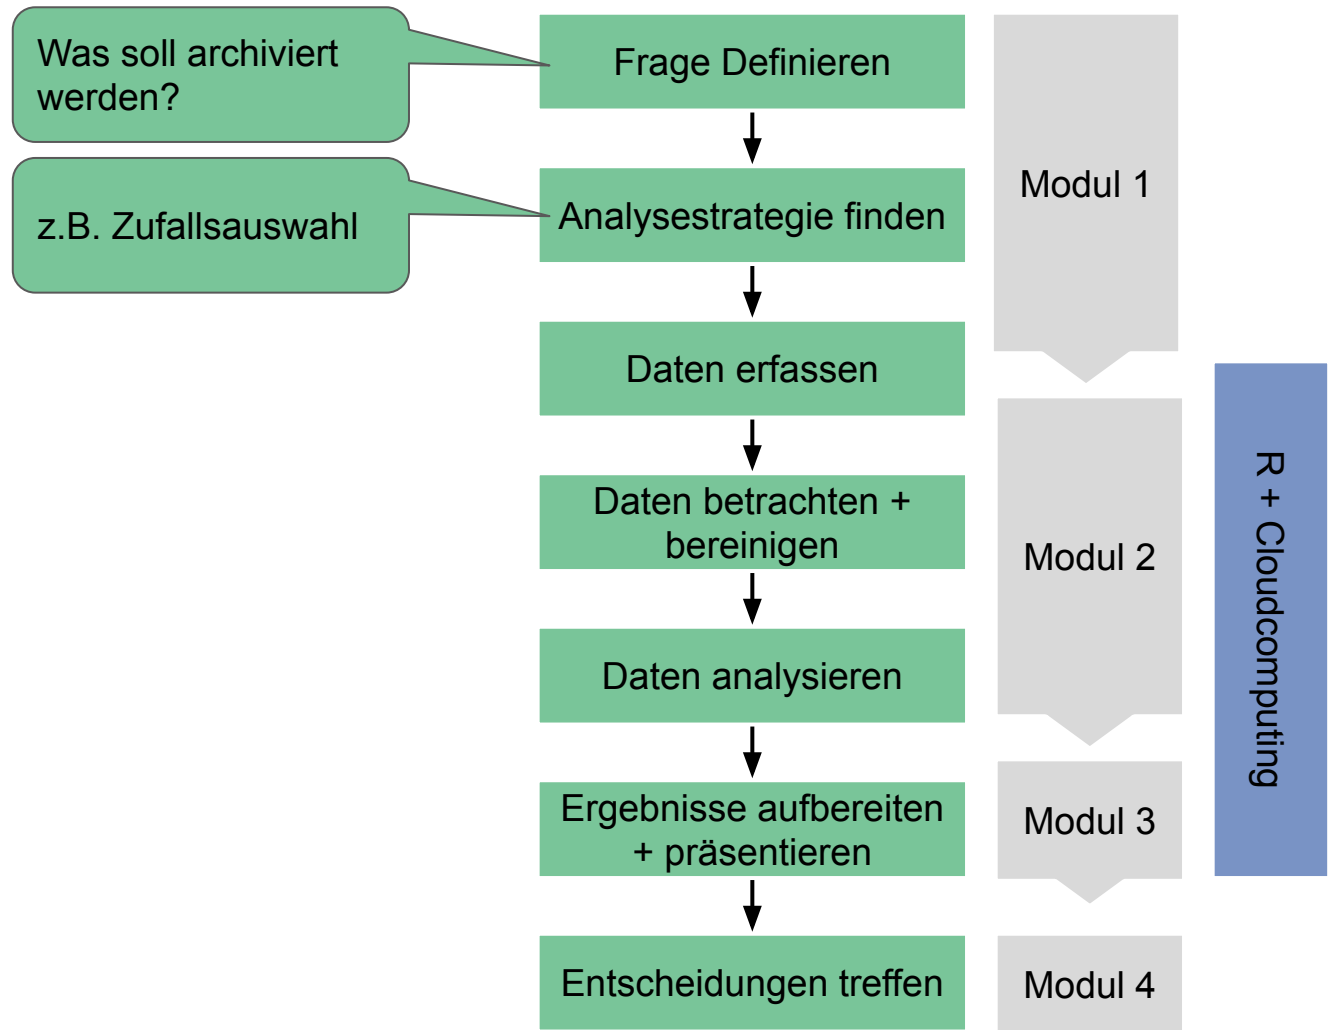 Was soll archiviert
werden?
Frage Definieren
z.B. Zufallsauswahl
Analysestrategie finden
Daten erfassen
Daten betrachten +
bereinigen
Daten analysieren
Ergebnisse aufbereiten
+ präsentieren
Entscheidungen treffen
Modul 1
Modul 2
Modul 3
Modul 4
R + Cloudcomputing